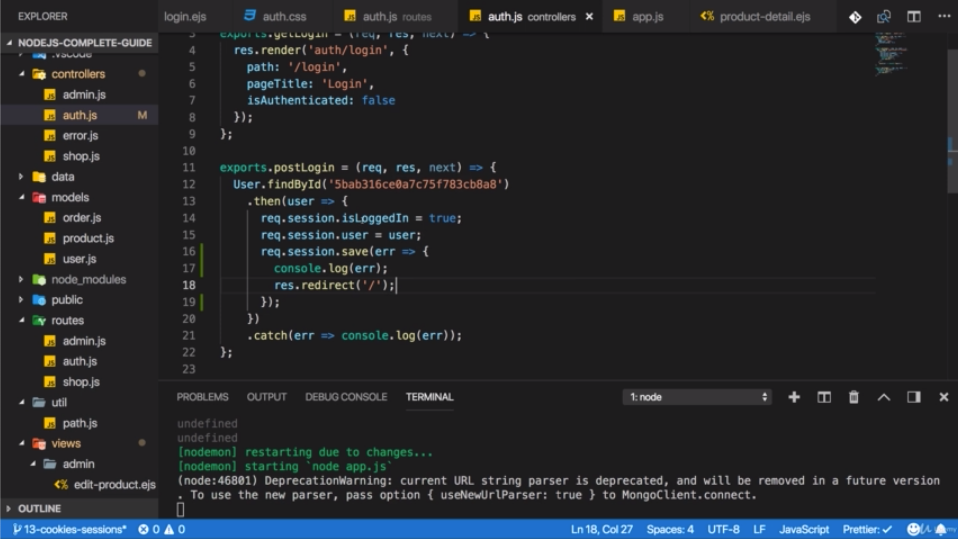 EXPLORER
login.ejs
auth.css
auth.js routes
auth.js controllers
app.js
product-detail.ejs
NODEJS-COMPLETE-GUIDE
.vscode
controllers
admin.js
auth.js M
error.js
shop.js
data
models
order.js
product.js
user.js
node_modules
public
routes
admin.js
auth.js
shop.js
util
path.js
views
admin
edit-product.ejs
OUTLINE
3 exports.getLogin = (req, res, next) => {
4 res.render('auth/login', {
5 path: '/login',
6 pageTitle: 'Login',
7 isAuthenticated: false
8 });
9 };
10
11 exports.postLogin = (req, res, next) => {
12 User.findById('5bab316ce0a7c75f783cb8a8')
13 .then(user => {
14 req.session.isLoggedIn = true;
15 req.session.user = user;
16 req.session.save(err => {
17 console.log(err);
18 res.redirect('/');
19 });
20 })
21 .catch(err => console.log(err));
22 };
23
PROBLEMS OUTPUT DEBUG CONSOLE TERMINAL 1: node
undefined
undefined
[nodemon] restarting due to changes...
[nodemon] starting `node app.js`
(node:46801) DeprecationWarning: current URL string parser is deprecated, and will be removed in a future version
. To use the new parser, pass option { useNewUrlParser: true } to MongoClient.connect.
13-cookies-sessions* 0 0 Ln 18, Col 27 Spaces: 4 UTF-8 LF JavaScript Prettier: ✓